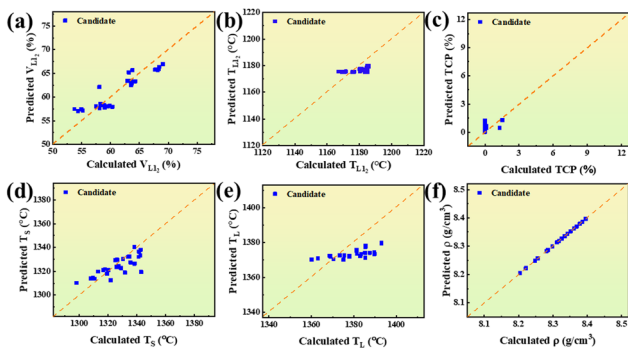 (a)
Candidate
Predicted V_L1₂ (%)
75
70
65
60
55
50
50 55 60 65 70 75
Calculated V_L1₂ (%)
(b)
Candidate
Predicted T_L1₂ (°C)
1220
1200
1180
1160
1140
1120
1120 1140 1160 1180 1200 1220
Calculated T_L1₂ (°C)
(c)
Candidate
Predicted TCP (%)
12
9
6
3
0
0 3 6 9 12
Calculated TCP (%)
(d)
Candidate
Predicted T_S (°C)
1380
1360
1340
1320
1300
1300 1320 1340 1360 1380
Calculated T_S (°C)
(e)
Candidate
Predicted T_L (°C)
1400
1380
1360
1340
1340 1360 1380 1400 1420
Calculated T_L (°C)
(f)
Candidate
Predicted ρ (g/cm³)
8.5
8.4
8.3
8.2
8.1
8.1 8.2 8.3 8.4 8.5
Calculated ρ (g/cm³)